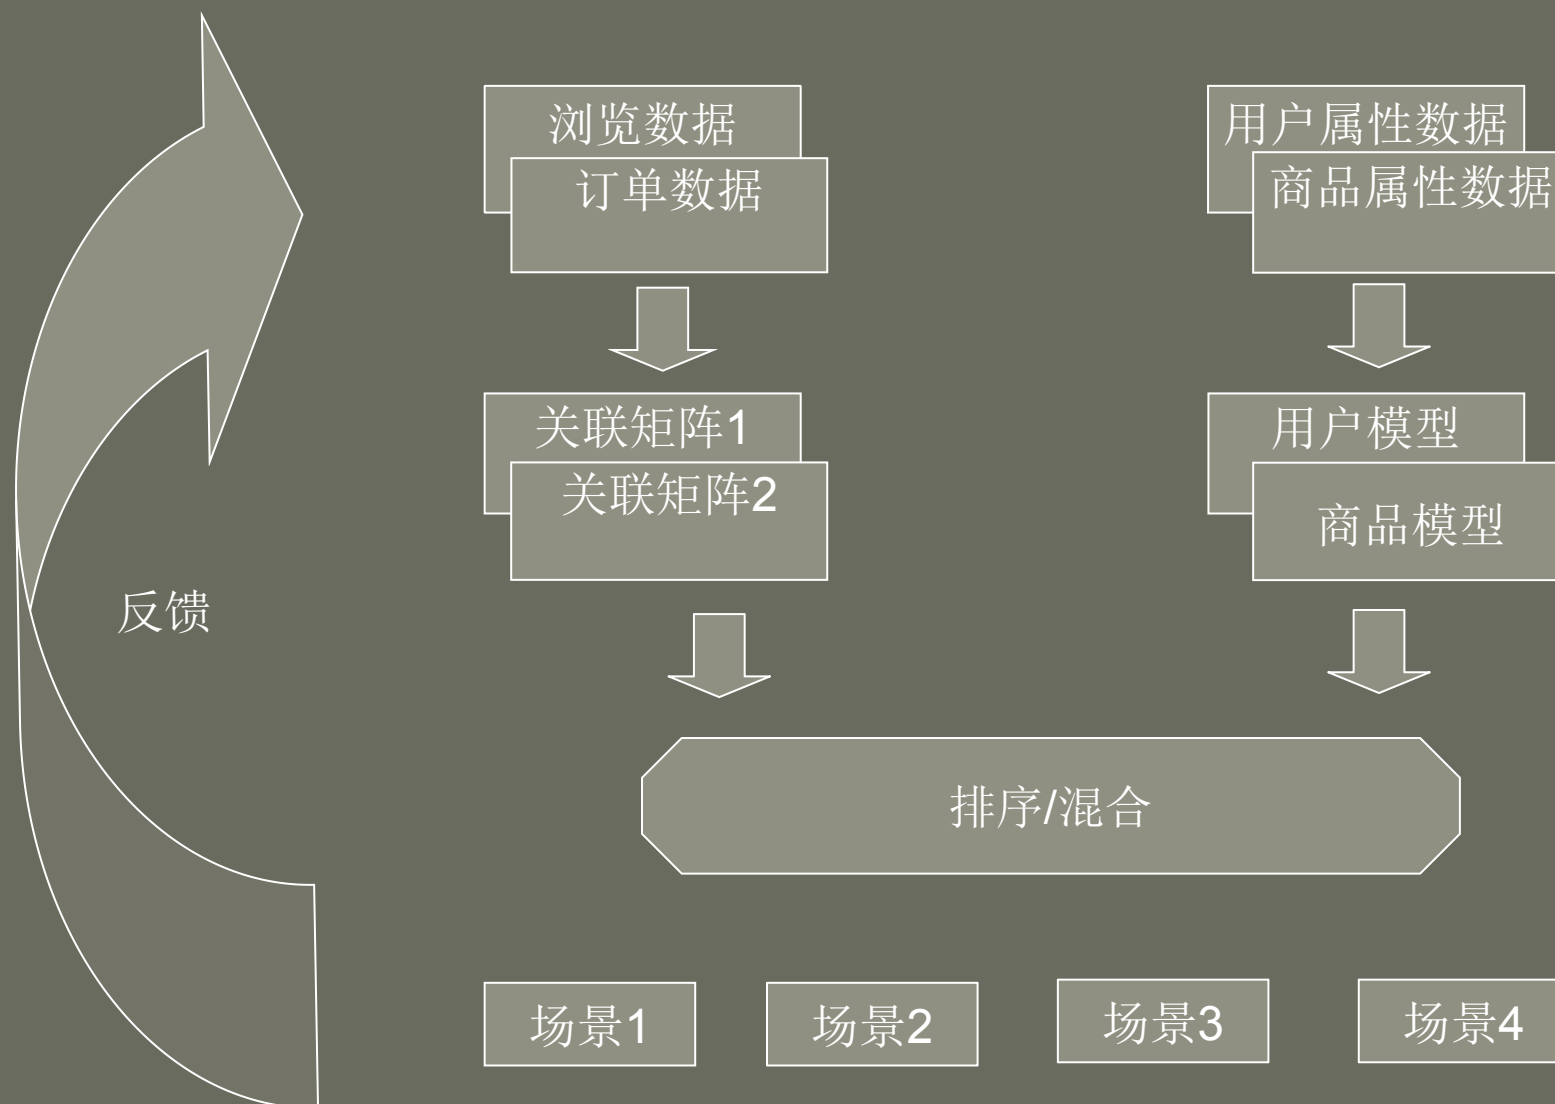 浏览数据
订单数据
用户属性数据
商品属性数据
关联矩阵1
关联矩阵2
用户模型
商品模型
反馈
排序/混合
场景1
场景2
场景3
场景4